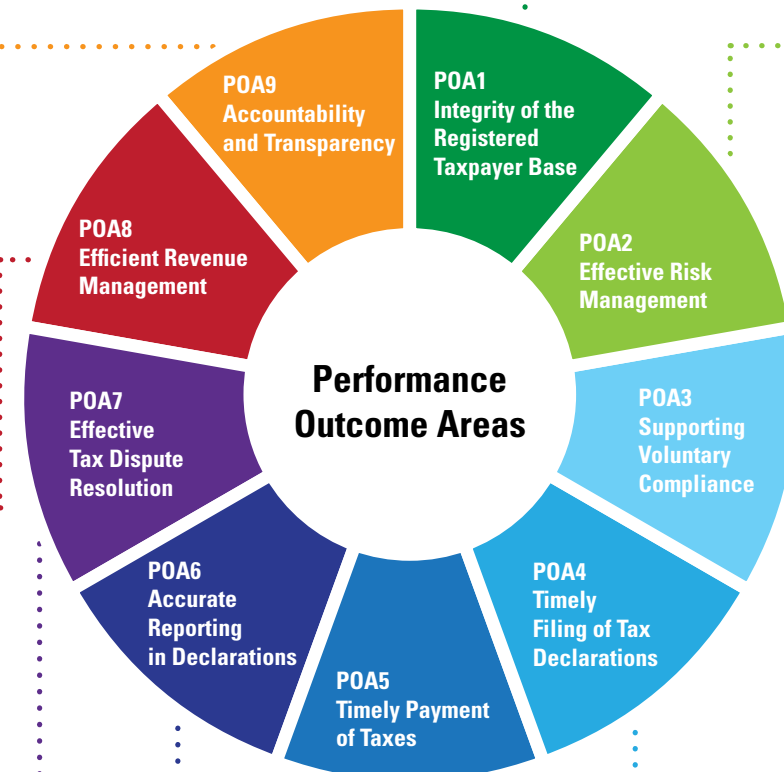 POA1
Integrity of the
Registered
Taxpayer Base
POA2
Effective Risk
Management
POA3
Supporting
Voluntary
Compliance
POA4
Timely
Filing of Tax
Declarations
POA5
Timely Payment
of Taxes
POA6
Accurate
Reporting
in Declarations
POA7
Effective
Tax Dispute
Resolution
POA8
Efficient Revenue
Management
POA9
Accountability
and Transparency
Performance
Outcome Areas